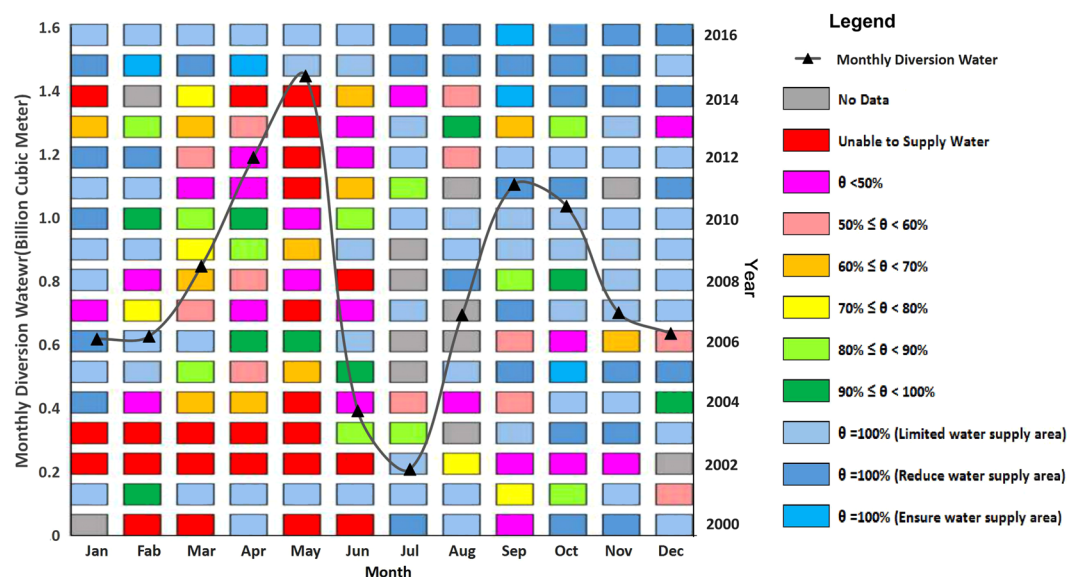 Monthly Diversion Watewr(Billion Cubic Meter)
1.6
1.4
1.2
1.0
0.8
0.6
0.4
0.2
0
Jan Fab Mar Apr May Jun Jul Aug Sep Oct Nov Dec
Month
2016
2014
2012
2010
2008
2006
2004
2002
2000
Year
Legend
Monthly Diversion Water
No Data
Unable to Supply Water
θ <50%
50% ≦ θ < 60%
60% ≦ θ < 70%
70% ≦ θ < 80%
80% ≦ θ < 90%
90% ≦ θ < 100%
θ =100% (Limited water supply area)
θ =100% (Reduce water supply area)
θ =100% (Ensure water supply area)